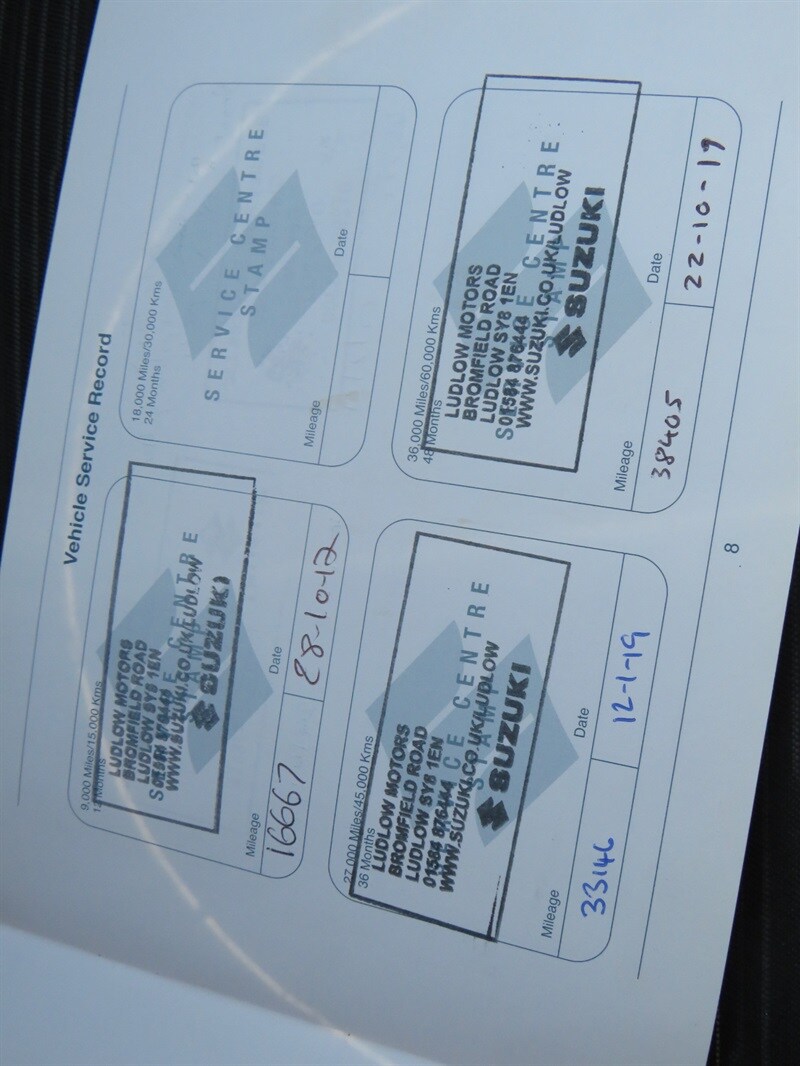 Vehicle Service Record
9,000 Miles/15,000 Kms
12 Months
LUDLOW MOTORS
BROMFIELD ROAD
LUDLOW SY8 1EN
01584 876444
WWW.SUZUKI.CO.UK/LUDLOW
SUZUKI
Mileage
Date
16667
28-10-12
18,000 Miles/30,000 Kms
24 Months
SERVICE CENTRE
STAMP
Mileage
Date
27,000 Miles/45,000 Kms
36 Months
LUDLOW MOTORS
BROMFIELD ROAD
LUDLOW SY8 1EN
01584 876444
WWW.SUZUKI.CO.UK/LUDLOW
SUZUKI
Mileage
Date
33146
12-1-19
36,000 Miles/60,000 Kms
48 Months
LUDLOW MOTORS
BROMFIELD ROAD
LUDLOW SY8 1EN
01584 876444
WWW.SUZUKI.CO.UK/LUDLOW
SUZUKI
Mileage
Date
38405
22-10-19
8